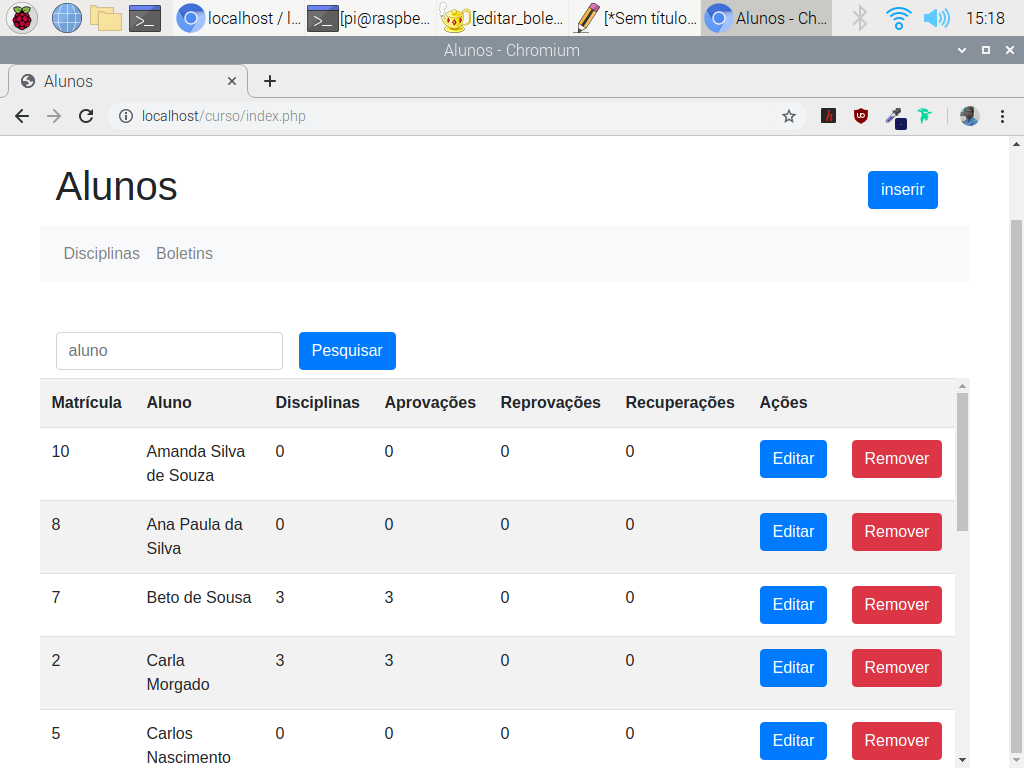 localhost / l... [pi@raspbe... [editar_bole... [*Sem título... Alunos - Ch... 15:18
Alunos - Chromium
Alunos
localhost/curso/index.php
Alunos
inserir
Disciplinas Boletins
aluno Pesquisar
Matrícula Aluno Disciplinas Aprovações Reprovações Recuperações Ações
10 Amanda Silva 0 0 0 0 Editar Remover
de Souza
8 Ana Paula da 0 0 0 0 Editar Remover
Silva
7 Beto de Sousa 3 3 0 0 Editar Remover
2 Carla 3 3 0 0 Editar Remover
Morgado
5 Carlos 0 0 0 0 Editar Remover
Nascimento